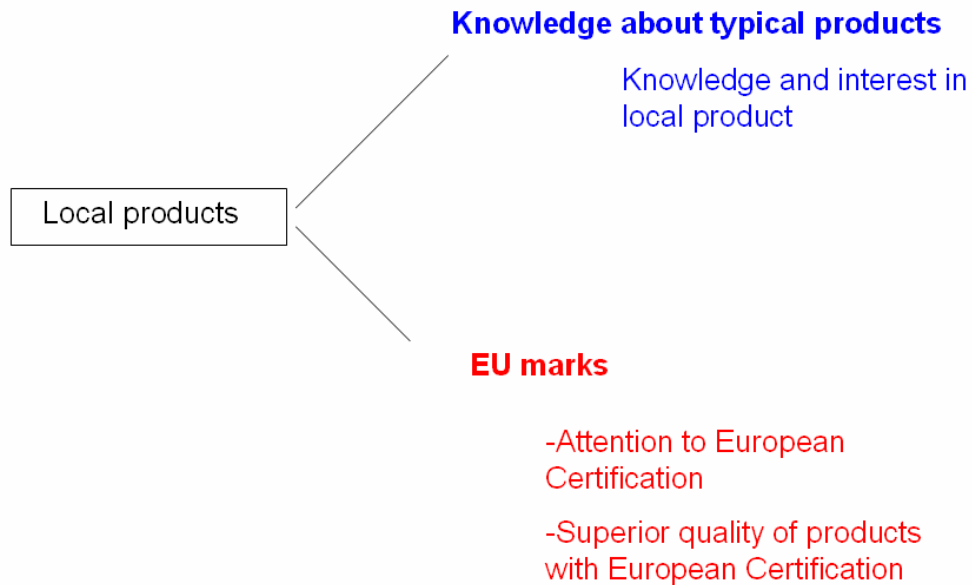 Knowledge about typical products
Knowledge and interest in
local product
Local products
EU marks
-Attention to European
Certification
-Superior quality of products
with European Certification